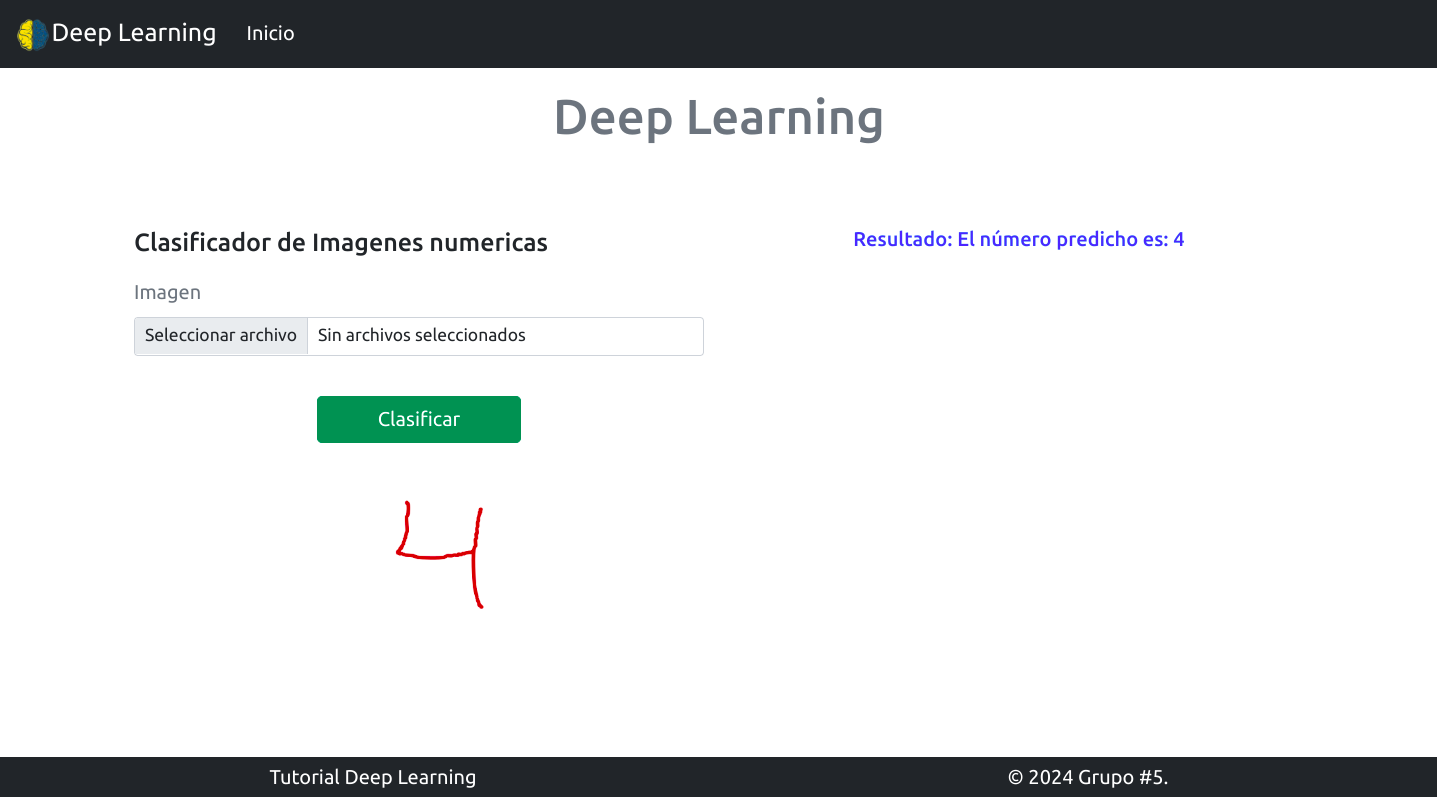 Deep Learning Inicio
Deep Learning
Clasificador de Imagenes numericas
Resultado: El número predicho es: 4
Imagen
Seleccionar archivo Sin archivos seleccionados
Clasificar
4
Tutorial Deep Learning
© 2024 Grupo #5.